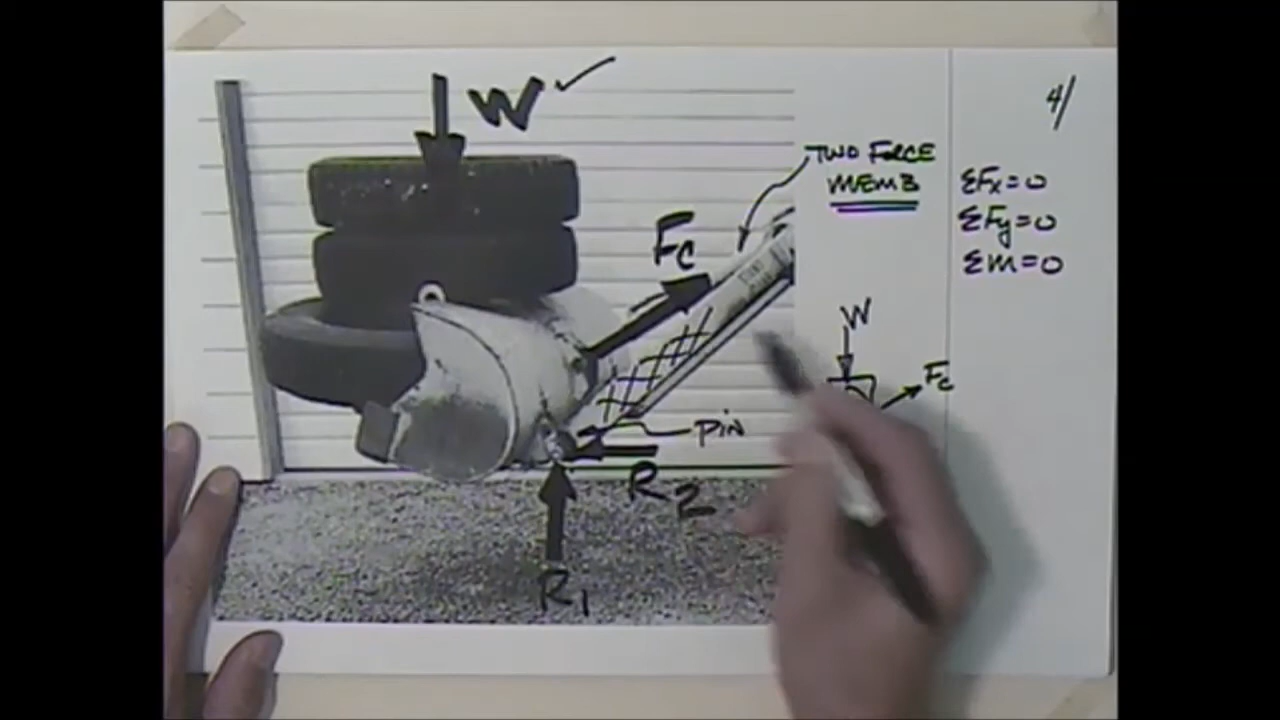 W ✓
4/
TWO FORCE
MEMB
ΣFx=0
ΣFy=0
ΣM=0
Fc
W
Fc
PIN
R2
R1